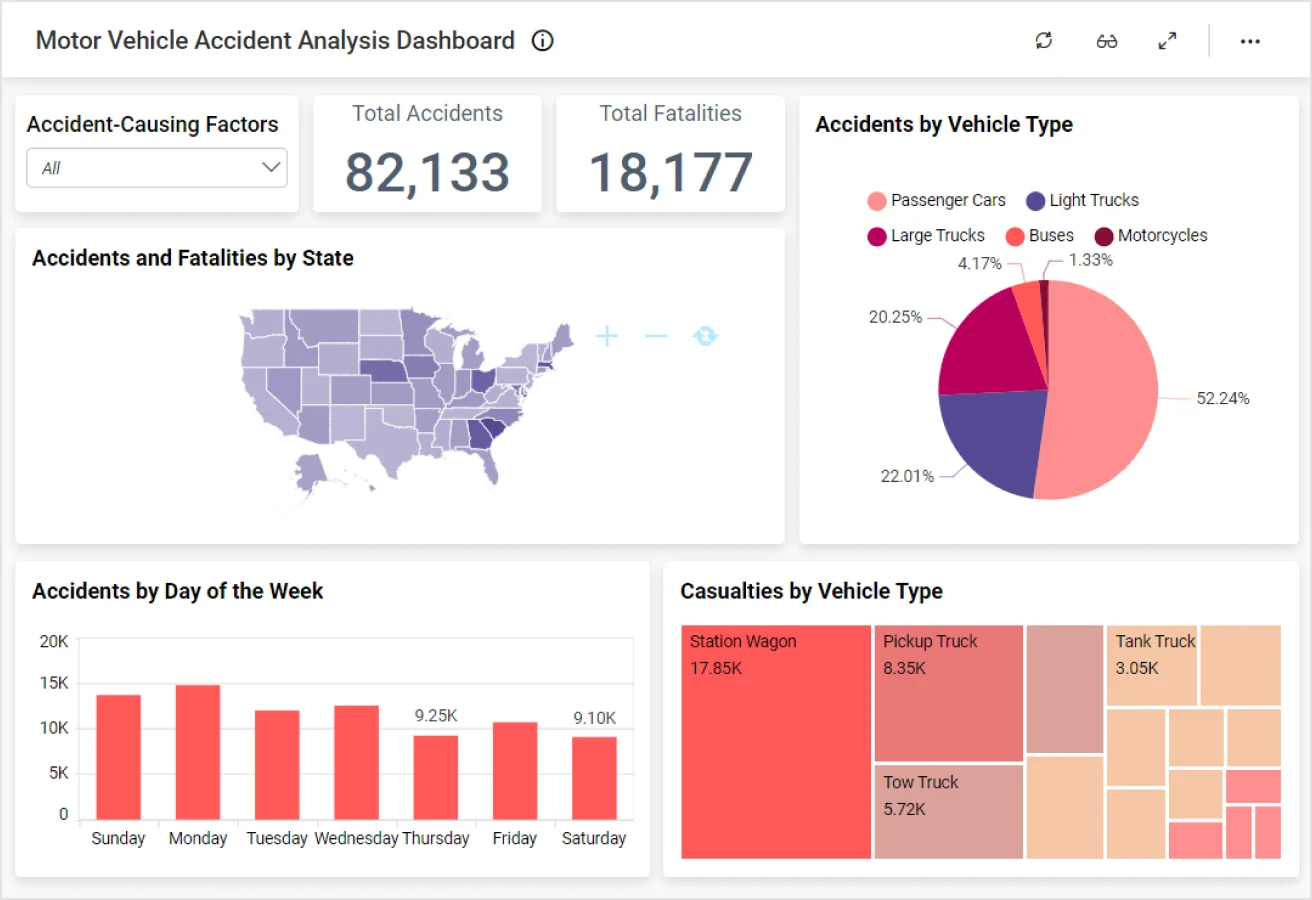 Motor Vehicle Accident Analysis Dashboard
Accident-Causing Factors
All
Total Accidents
82,133
Total Fatalities
18,177
Accidents by Vehicle Type
Passenger Cars Light Trucks
Large Trucks Buses Motorcycles
4.17% 1.33%
20.25%
52.24%
22.01%
Accidents and Fatalities by State
Accidents by Day of the Week
20K
15K
10K
5K
0
9.25K 9.10K
Sunday Monday Tuesday Wednesday Thursday Friday Saturday
Casualties by Vehicle Type
Station Wagon
17.85K
Pickup Truck
8.35K
Tow Truck
5.72K
Tank Truck
3.05K